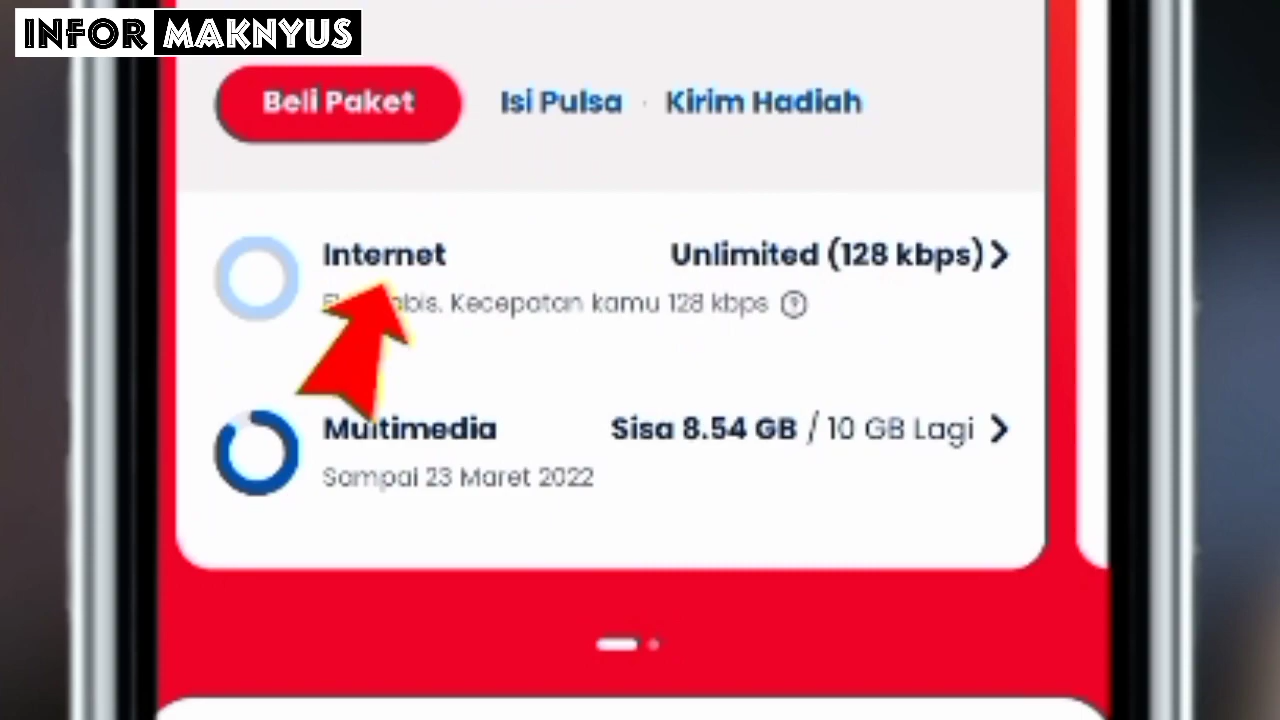 INFOR MAKNYUS
Beli Paket Isi Pulsa · Kirim Hadiah
Internet Unlimited (128 kbps)
Kecepatan kamu 128 kbps
Multimedia Sisa 8.54 GB / 10 GB Lagi
Sampai 23 Maret 2022